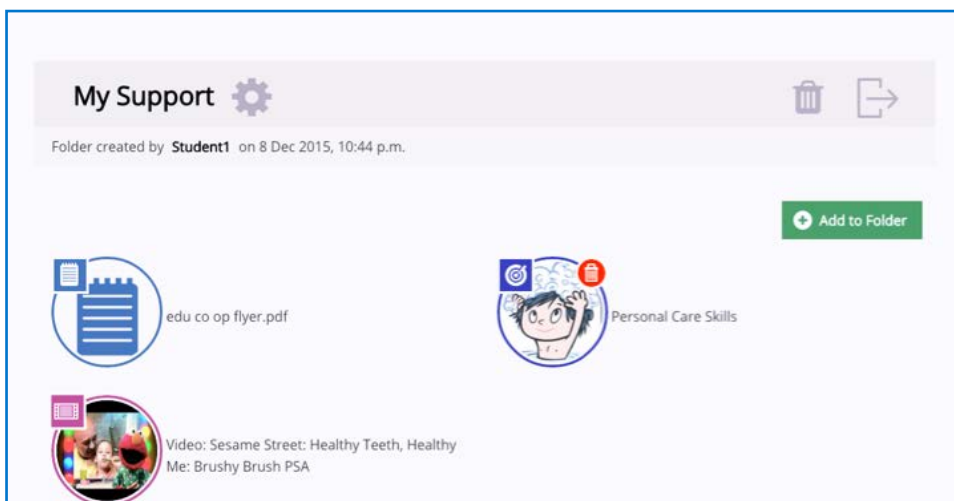 My Support
Folder created by Student1 on 8 Dec 2015, 10:44 p.m.
Add to Folder
edu co op flyer.pdf
Personal Care Skills
Video: Sesame Street: Healthy Teeth, Healthy
Me: Brushy Brush PSA